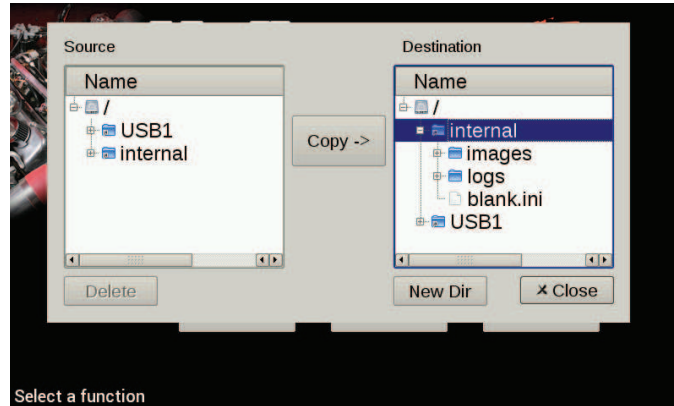 Source
Destination
Name
/
USB1
internal
Copy ->
Name
/
internal
images
logs
blank.ini
USB1
Delete
New Dir
Close
Select a function